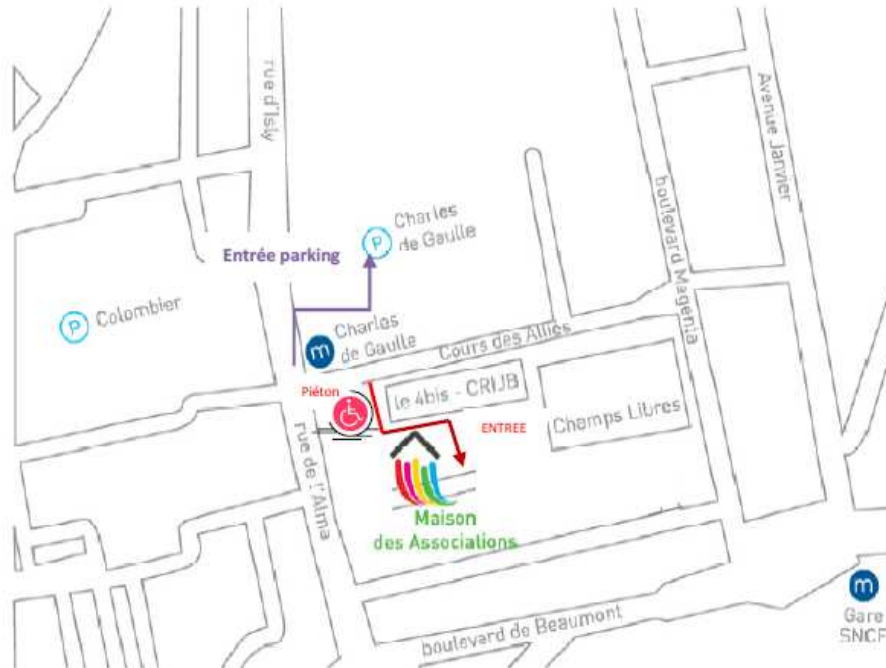 rue d'Isly
Avenue Janvier
boulevard Magenta
Charles
de Gaulle
P
Entrée parking
P
Colombier
m
Charles
de Gaulle
Cours des Alliés
Piéton
le 4bis - CRIJB
Champs Libres
ENTREE
rue de l'Alma
Maison
des Associations
boulevard de Beaumont
m
Gare
SNCF